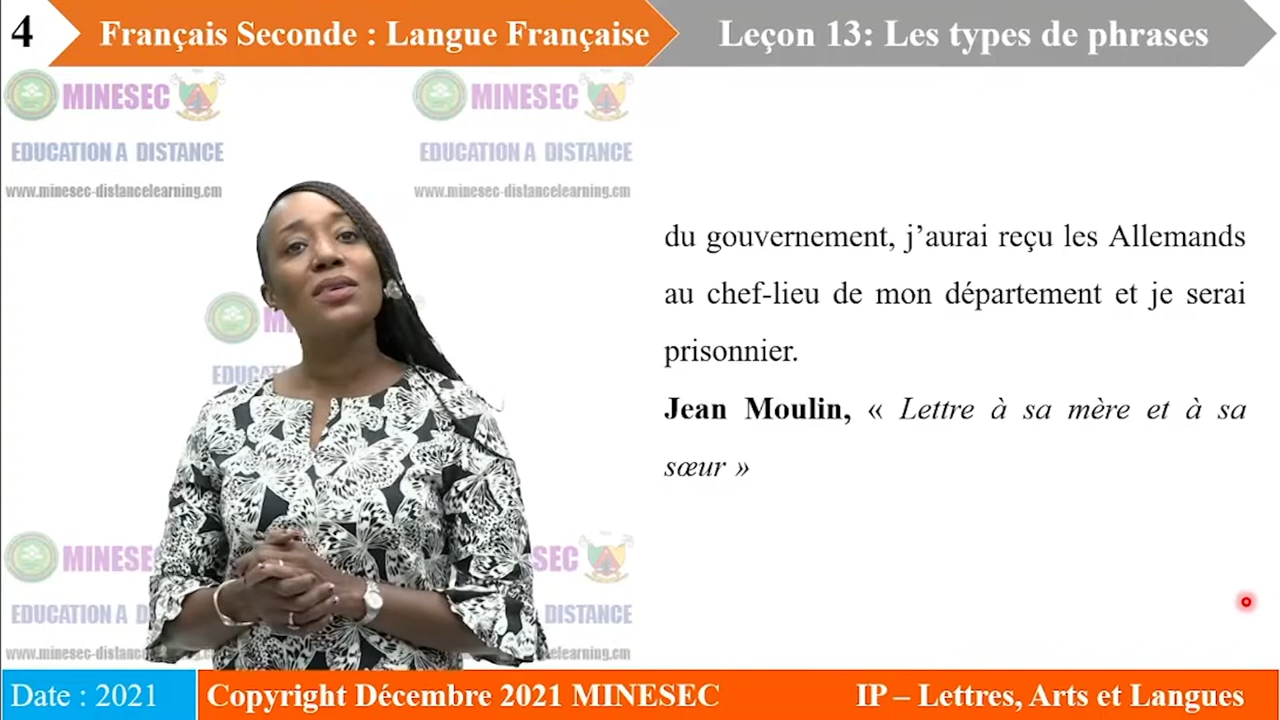 4
Français Seconde : Langue Française
Leçon 13: Les types de phrases
MINESEC
MINESEC
EDUCATION A DISTANCE
EDUCATION A DISTANCE
www.minesec-distancelearning.cm
www.minesec-distancelearning.cm
du gouvernement, j’aurai reçu les Allemands
au chef-lieu de mon département et je serai
prisonnier.
Jean Moulin, « Lettre à sa mère et à sa
sœur »
MINESEC
EDUCATION A
DISTANCE
Date : 2021
Copyright Décembre 2021 MINESEC
IP – Lettres, Arts et Langues